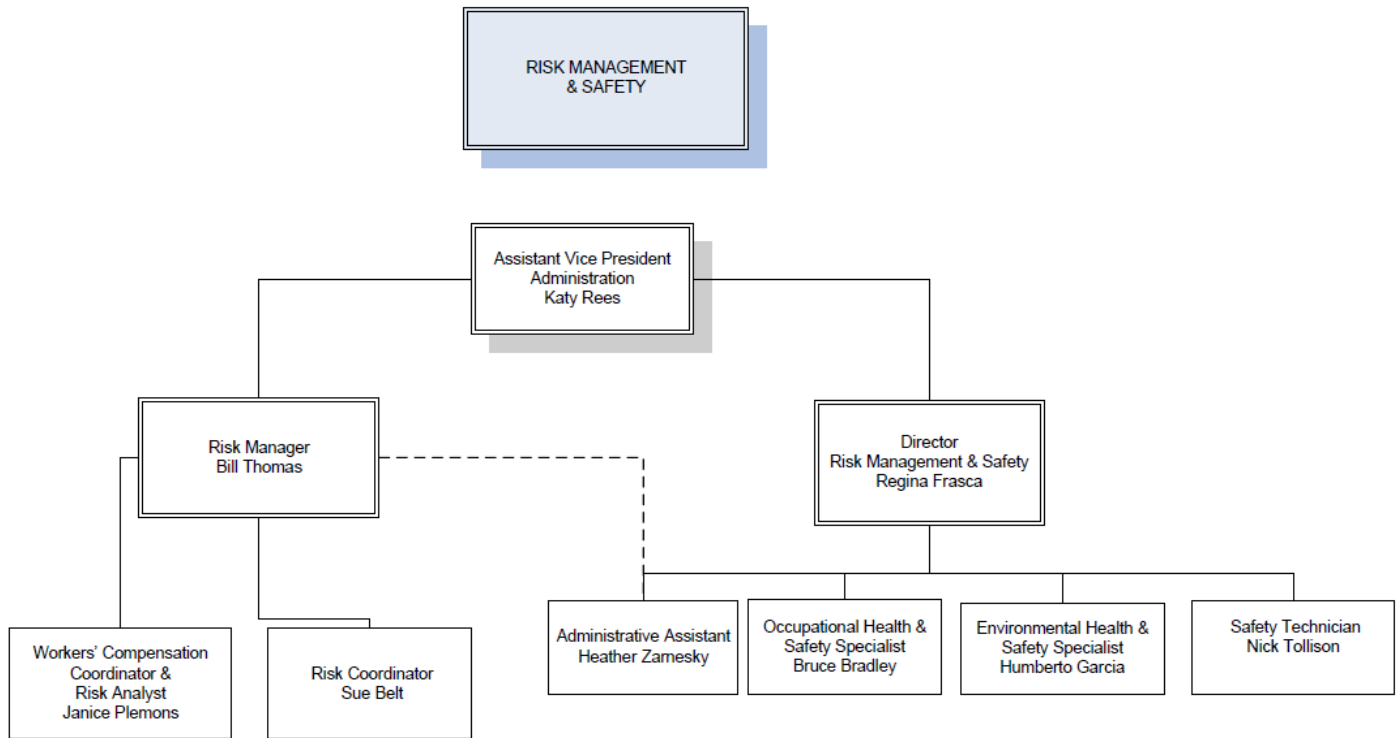 RISK MANAGEMENT
& SAFETY
Assistant Vice President
Administration
Katy Rees
Risk Manager
Bill Thomas
Director
Risk Management & Safety
Regina Frasca
Workers' Compensation
Coordinator &
Risk Analyst
Janice Plemons
Risk Coordinator
Sue Belt
Administrative Assistant
Heather Zamesky
Occupational Health &
Safety Specialist
Bruce Bradley
Environmental Health &
Safety Specialist
Humberto Garcia
Safety Technician
Nick Tollison